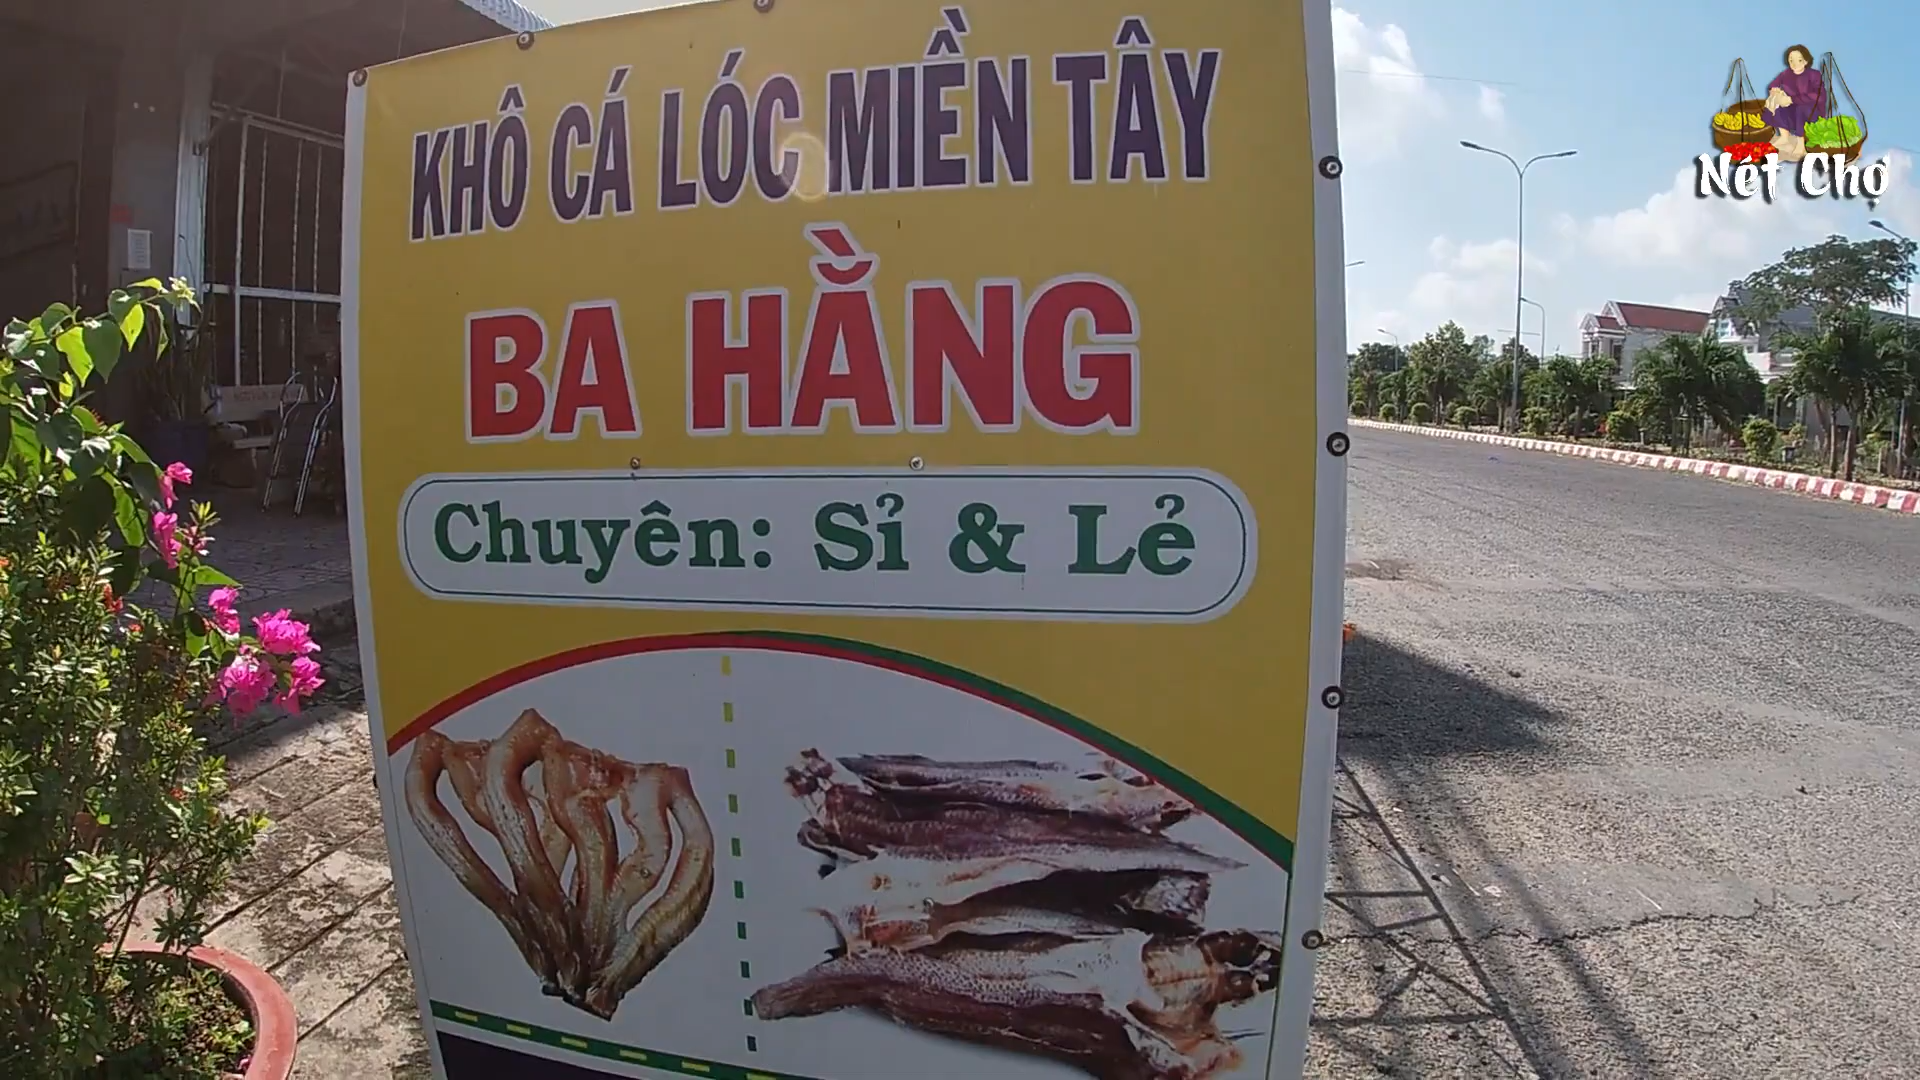 KHÔ CÁ LÓC MIỀN TÂY
BA HẰNG
Chuyên: Sỉ & Lẻ
Nét Chợ